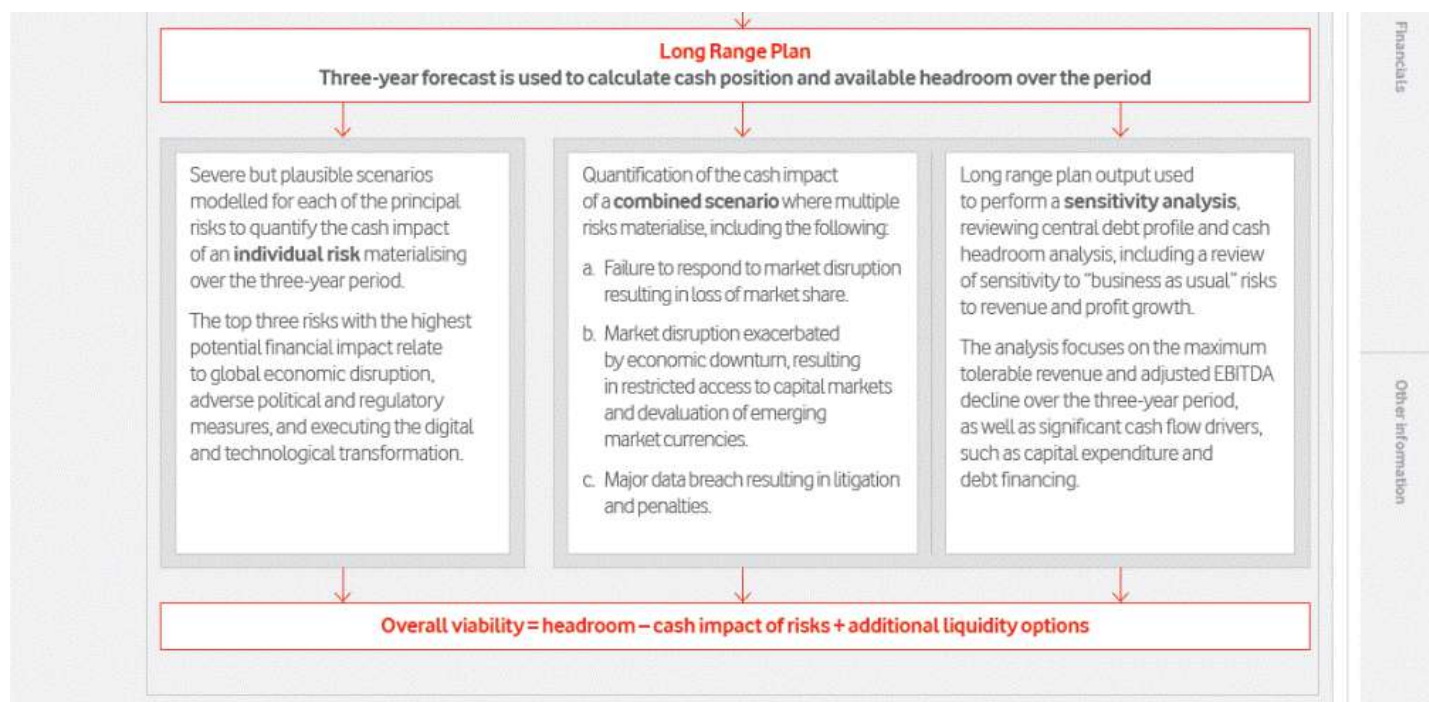 Long Range Plan
Three-year forecast is used to calculate cash position and available headroom over the period
Severe but plausible scenarios
modelled for each of the principal
risks to quantify the cash impact
of an individual risk materialising
over the three-year period.
The top three risks with the highest
potential financial impact relate
to global economic disruption,
adverse political and regulatory
measures, and executing the digital
and technological transformation.
Quantification of the cash impact
of a combined scenario where multiple
risks materialise, including the following:
a. Failure to respond to market disruption
resulting in loss of market share.
b. Market disruption exacerbated
by economic downturn, resulting
in restricted access to capital markets
and devaluation of emerging
market currencies.
c. Major data breach resulting in litigation
and penalties.
Long range plan output used
to perform a sensitivity analysis,
reviewing central debt profile and cash
headroom analysis, including a review
of sensitivity to “business as usual” risks
to revenue and profit growth.
The analysis focuses on the maximum
tolerable revenue and adjusted EBITDA
decline over the three-year period,
as well as significant cash flow drivers,
such as capital expenditure and
debt financing.
Overall viability = headroom – cash impact of risks + additional liquidity options
Financials
Other information